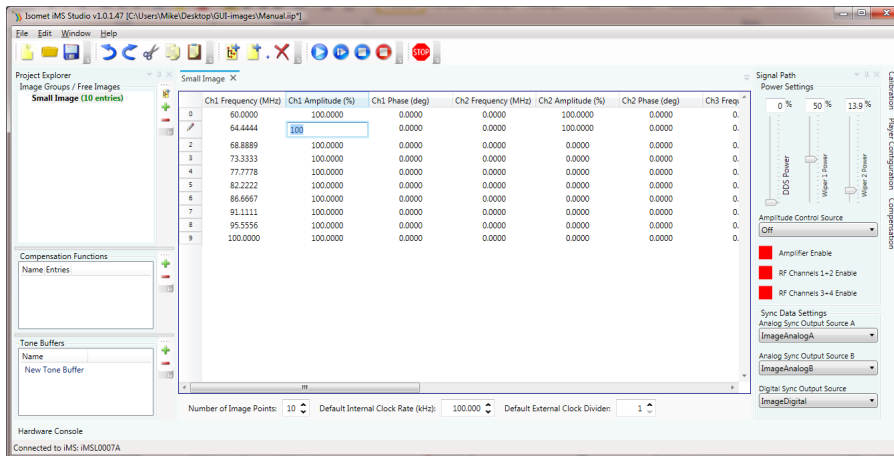 Isomet iMS Studio v1.0.1.47 [C:\Users\Mike\Desktop\GUI-images\Manual.iip*]
File Edit Window Help
STOP
Project Explorer
Image Groups / Free Images
Small Image (10 entries)
Compensation Functions
Name Entries
Tone Buffers
Name
New Tone Buffer
Small Image
Ch1 Frequency (MHz) Ch1 Amplitude (%) Ch1 Phase (deg) Ch2 Frequency (MHz) Ch2 Amplitude (%) Ch2 Phase (deg) Ch3 Frequ
0 60.0000 100.0000 0.0000 0.0000 100.0000 0.0000 0.
64.4444 100 0.0000 0.0000 100.0000 0.0000 0.
2 68.8889 100.0000 0.0000 0.0000 100.0000 0.0000 0.
3 73.3333 100.0000 0.0000 0.0000 100.0000 0.0000 0.
4 77.7778 100.0000 0.0000 0.0000 100.0000 0.0000 0.
5 82.2222 100.0000 0.0000 0.0000 100.0000 0.0000 0.
6 86.6667 100.0000 0.0000 0.0000 100.0000 0.0000 0.
7 91.1111 100.0000 0.0000 0.0000 100.0000 0.0000 0.
8 95.5556 100.0000 0.0000 0.0000 100.0000 0.0000 0.
9 100.0000 100.0000 0.0000 0.0000 100.0000 0.0000 0.
Number of Image Points: 10 Default Internal Clock Rate (kHz): 100.000 Default External Clock Divider: 1
Signal Path
Power Settings
0 % 50 % 13.9 %
DDS Power
Wiper 1 Power
Wiper 2 Power
Amplitude Control Source
Off
Amplifier Enable
RF Channels 1+2 Enable
RF Channels 3+4 Enable
Sync Data Settings
Analog Sync Output Source A
ImageAnalogA
Analog Sync Output Source B
ImageAnalogB
Digital Sync Output Source
ImageDigital
Calibration
Player Configuration
Compensation
Hardware Console
Connected to iMS: iMSL0007A